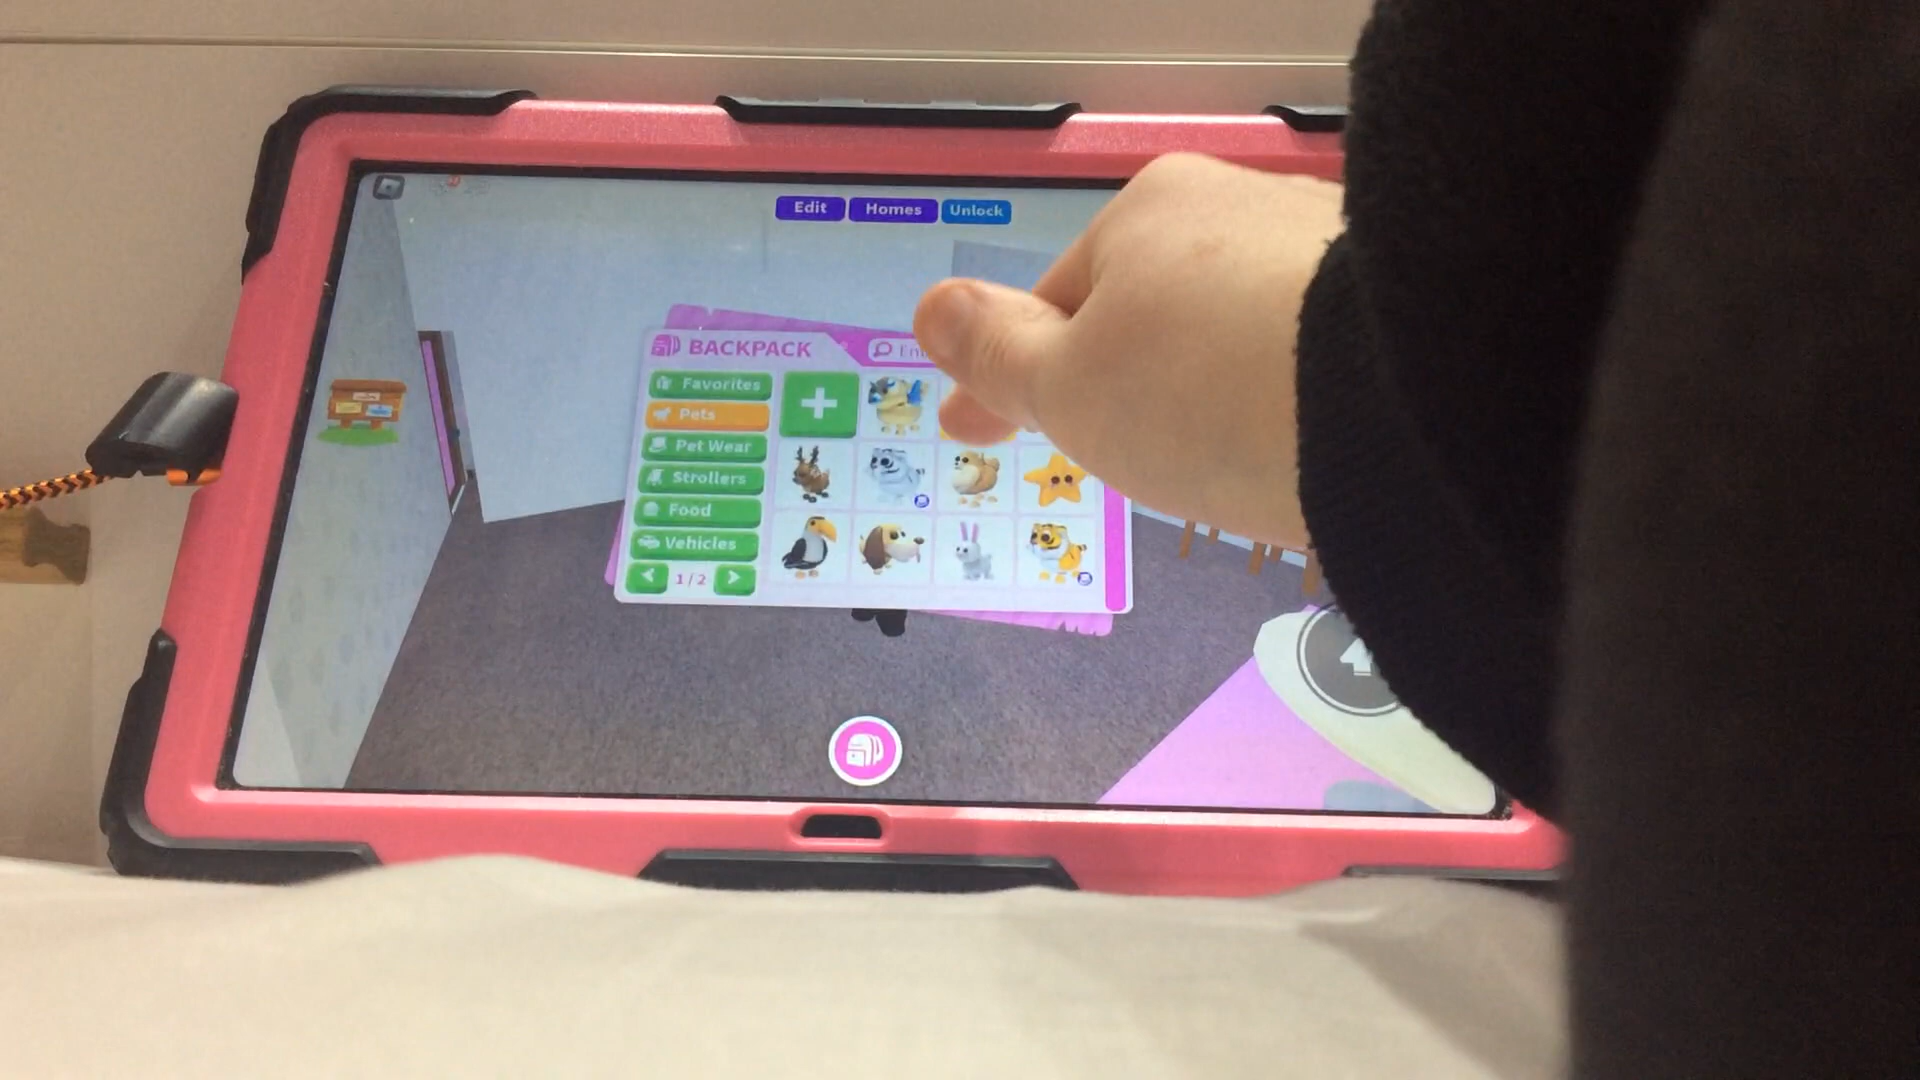 Edit
Homes
Unlock
BACKPACK
Favorites
Pets
Pet Wear
Strollers
Food
Vehicles
1/2